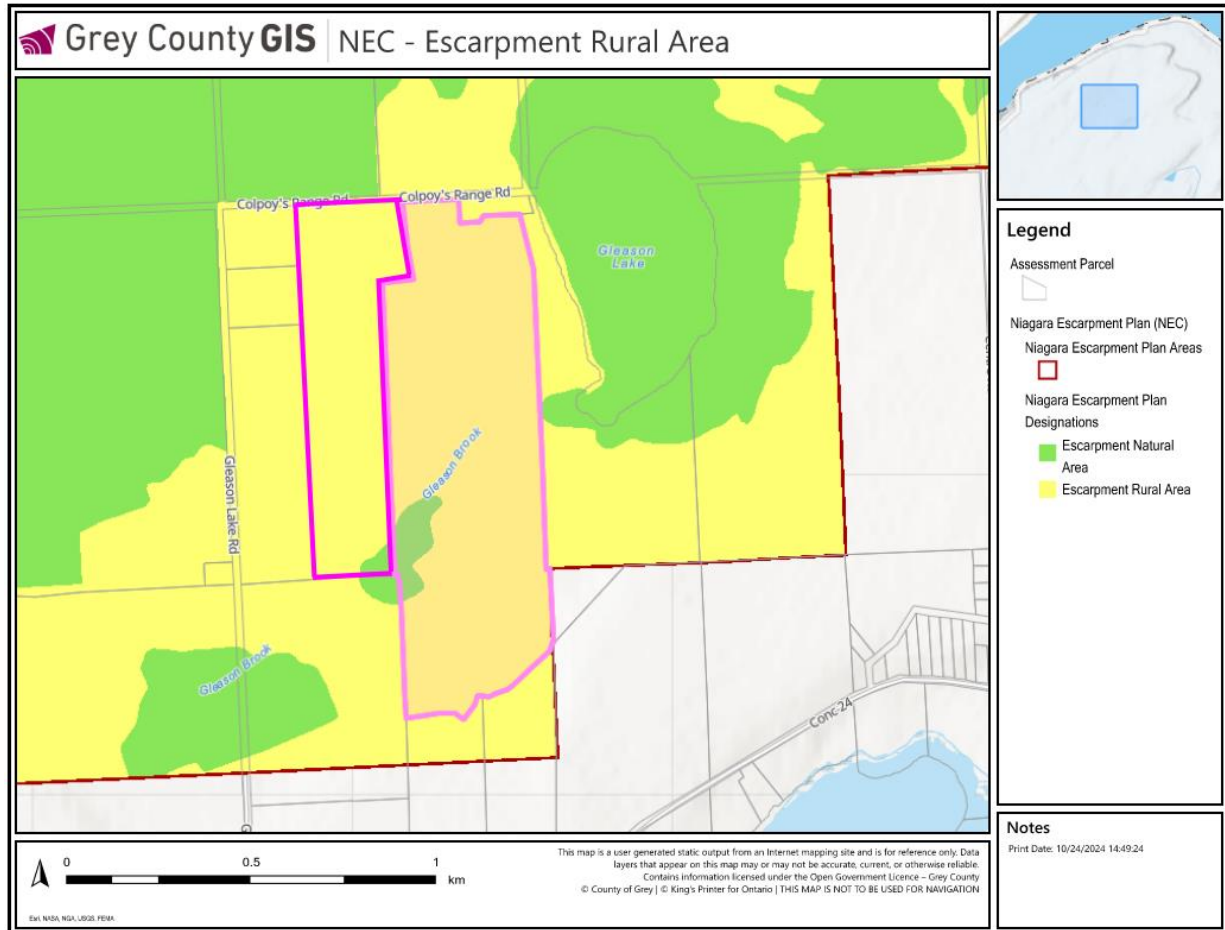 Grey County GIS NEC - Escarpment Rural Area
Colpoy's Range Rd
Colpoy's Range Rd
Gleason
Lake
Gleason Brook
Gleason Lake Rd
Gleason Brook
Conc 24
Legend
Assessment Parcel
Niagara Escarpment Plan (NEC)
Niagara Escarpment Plan Areas
Niagara Escarpment Plan
Designations
Escarpment Natural
Area
Escarpment Rural Area
Notes
Print Date: 10/24/2024 14:49:24
0 0.5 1
km
This map is a user generated static output from an Internet mapping site and is for reference only. Data
layers that appear on this map may or may not be accurate, current, or otherwise reliable.
Contains information licensed under the Open Government Licence – Grey County
© County of Grey | © King's Printer for Ontario | THIS MAP IS NOT TO BE USED FOR NAVIGATION
Esri, NASA, NGA, USGS, FEMA